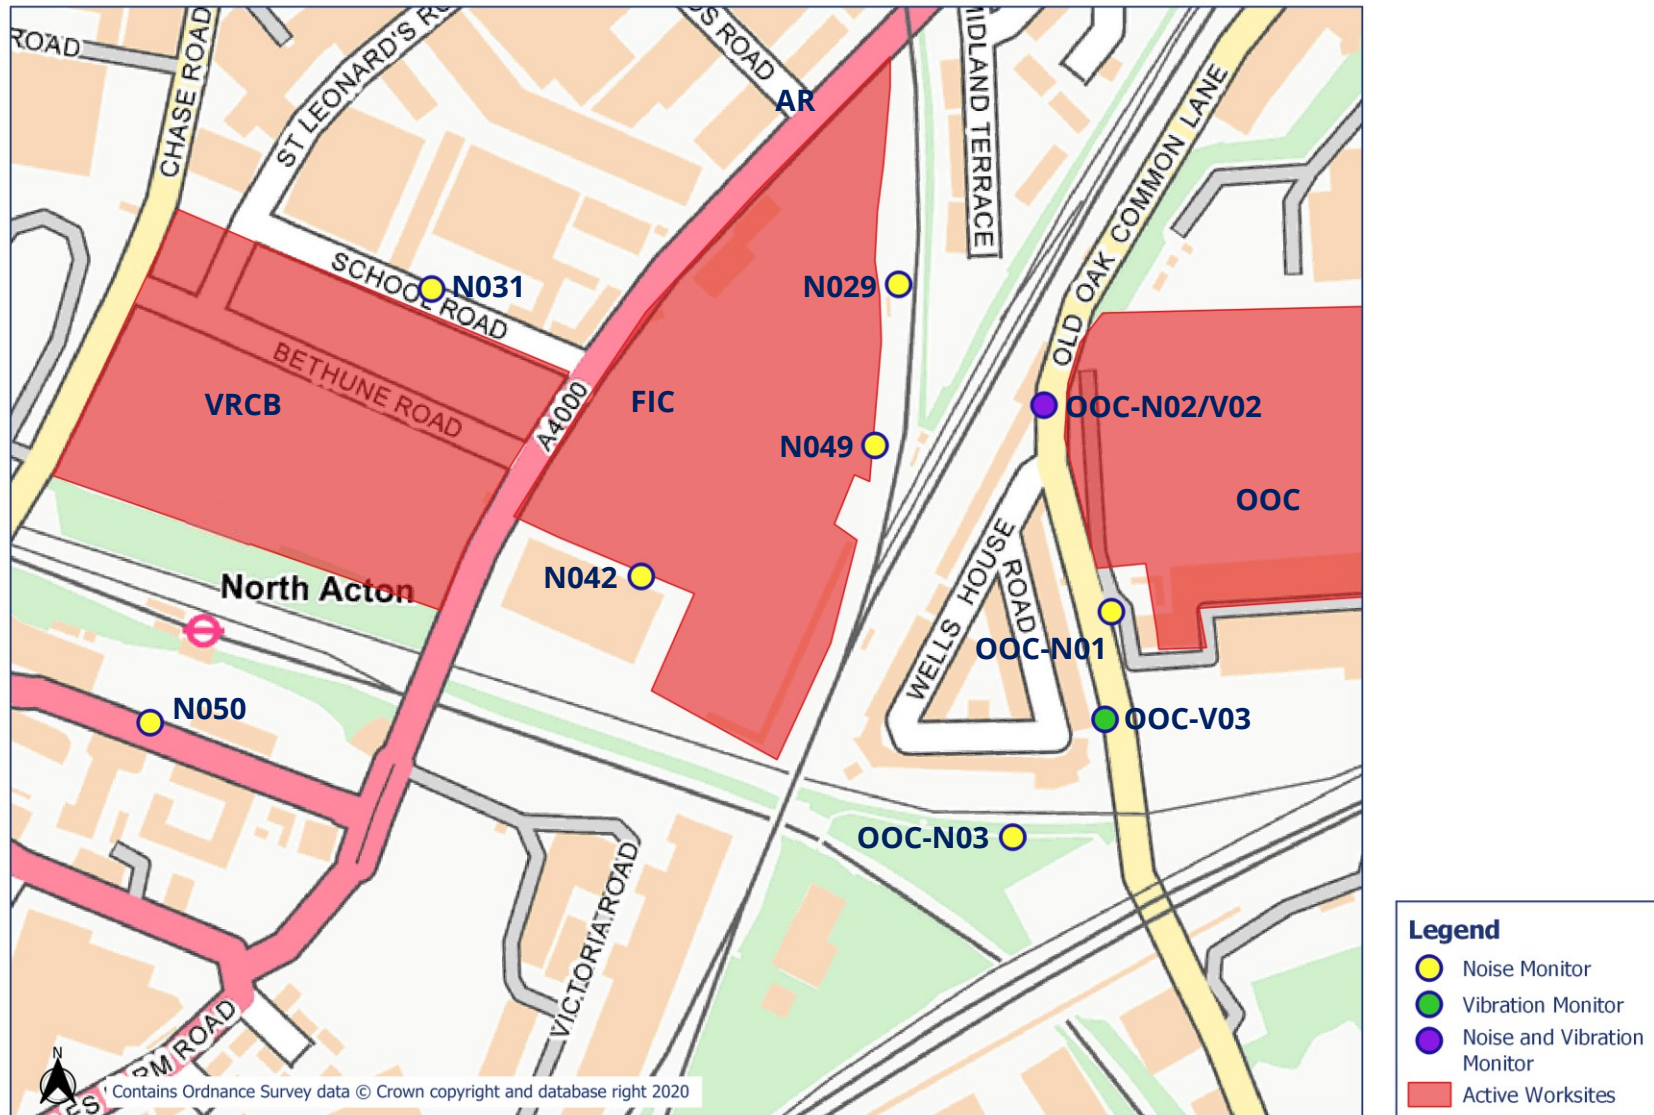 ROAD
CHASE ROAD
ST LEONARD'S
ROAD
AR
MIDLAND TERRACE
OLD OAK COMMON LANE
SCHOOL ROAD
N031
N029
BETHUNE ROAD
VRCB
A4000
FIC
N049
OOC-N02/V02
OOC
WELLS HOUSE
ROAD
North Acton
N042
OOC-N01
N050
OOC-V03
OOC-N03
VICTORIA ROAD
ROAD
N
Contains Ordnance Survey data © Crown copyright and database right 2020
Legend
Noise Monitor
Vibration Monitor
Noise and Vibration
Monitor
Active Worksites